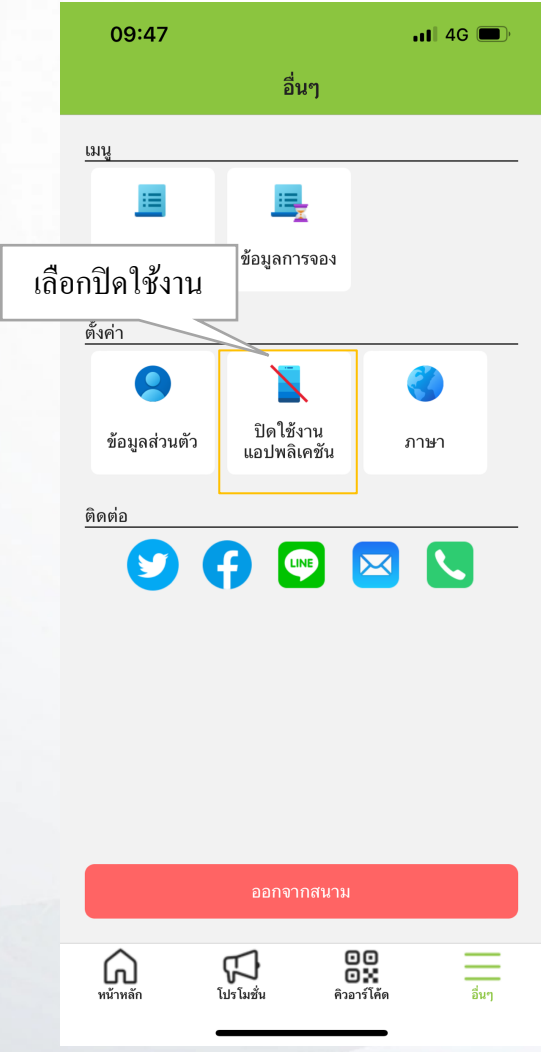 09:47
4G
อื่นๆ
เมนู
ข้อมูลการจอง
เลือกปิดใช้งาน
ตั้งค่า
ข้อมูลส่วนตัว
ปิดใช้งาน
แอปพลิเคชัน
ภาษา
ติดต่อ
LINE
ออกจากสนาม
หน้าหลัก
โปรโมชั่น
คิวอาร์โค้ด
อื่นๆ